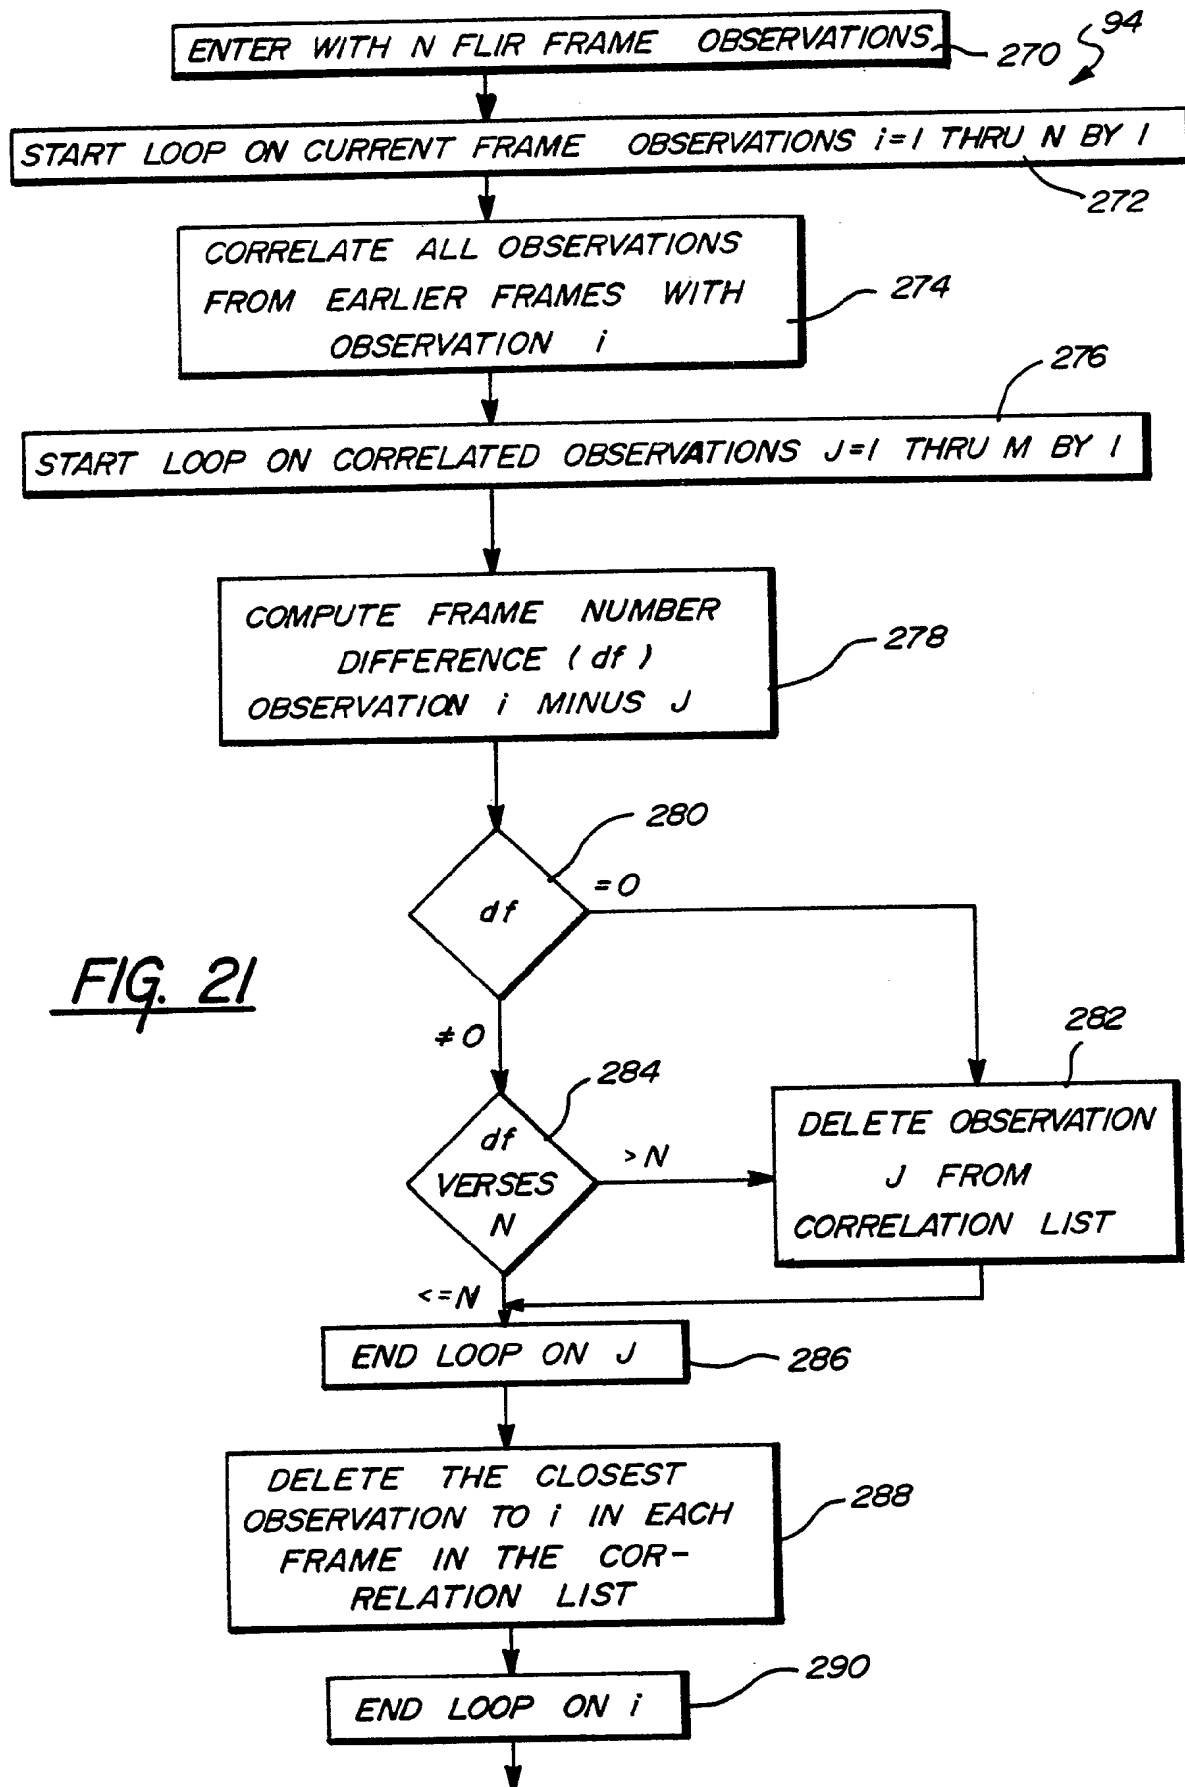 ENTER WITH N FLIR FRAME OBSERVATIONS
270
94
START LOOP ON CURRENT FRAME OBSERVATIONS i=1 THRU N BY 1
272
CORRELATE ALL OBSERVATIONS
FROM EARLIER FRAMES WITH
OBSERVATION i
274
276
START LOOP ON CORRELATED OBSERVATIONS J=1 THRU M BY 1
COMPUTE FRAME NUMBER
DIFFERENCE (df)
OBSERVATION i MINUS J
278
280
=0
df
FIG. 21
≠0
282
284
df
VERSES
N
>N
DELETE OBSERVATION
J FROM
CORRELATION LIST
<=N
END LOOP ON J
286
DELETE THE CLOSEST
OBSERVATION TO i IN EACH
FRAME IN THE COR-
RELATION LIST
288
END LOOP ON i
290